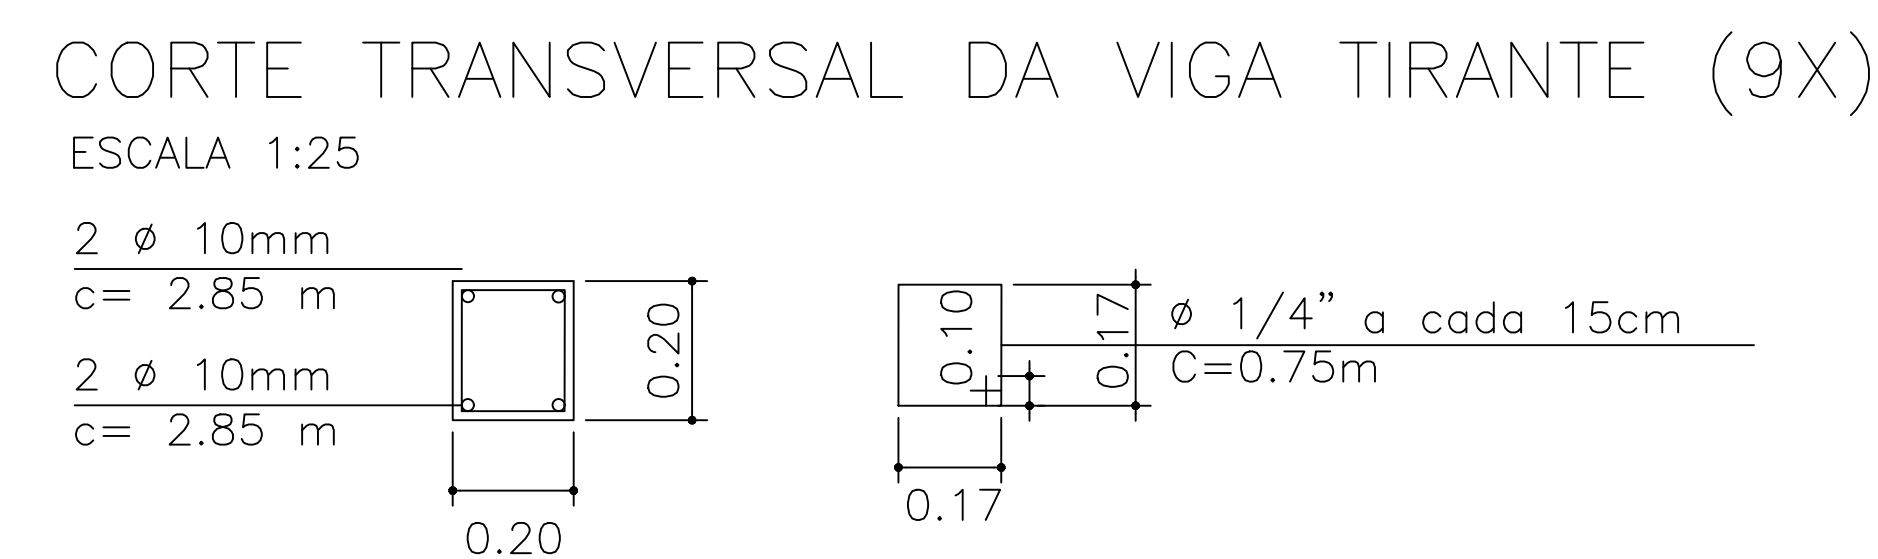 CORTE TRANSVERSAL DA VIGA TIRANTE (9X)
ESCALA 1:25
2 ø 10mm
c= 2.85 m
2 ø 10mm
c= 2.85 m
0.20
0.20
0.10
0.17
0.17
ø 1/4” a cada 15cm
C=0.75m